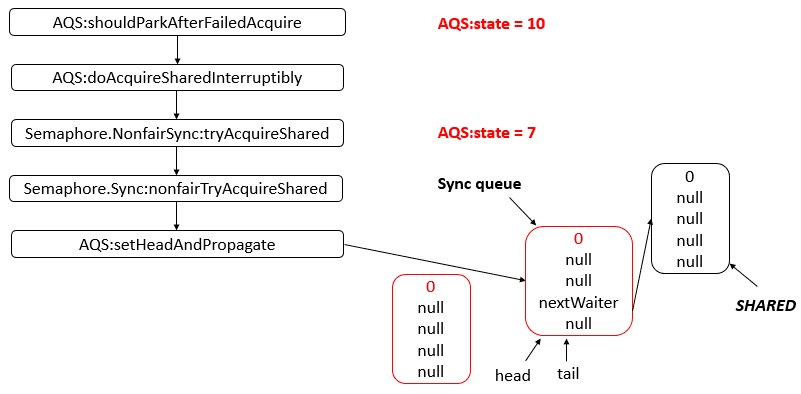 AQS:shouldParkAfterFailedAcquire
AQS:state = 10
AQS:doAcquireSharedInterruptibly
Semaphore.NonfairSync:tryAcquireShared
AQS:state = 7
Semaphore.Sync:nonfairTryAcquireShared
Sync queue
AQS:setHeadAndPropagate
0
null
null
null
null
SHARED
0
null
null
nextWaiter
null
0
null
null
null
null
head
tail